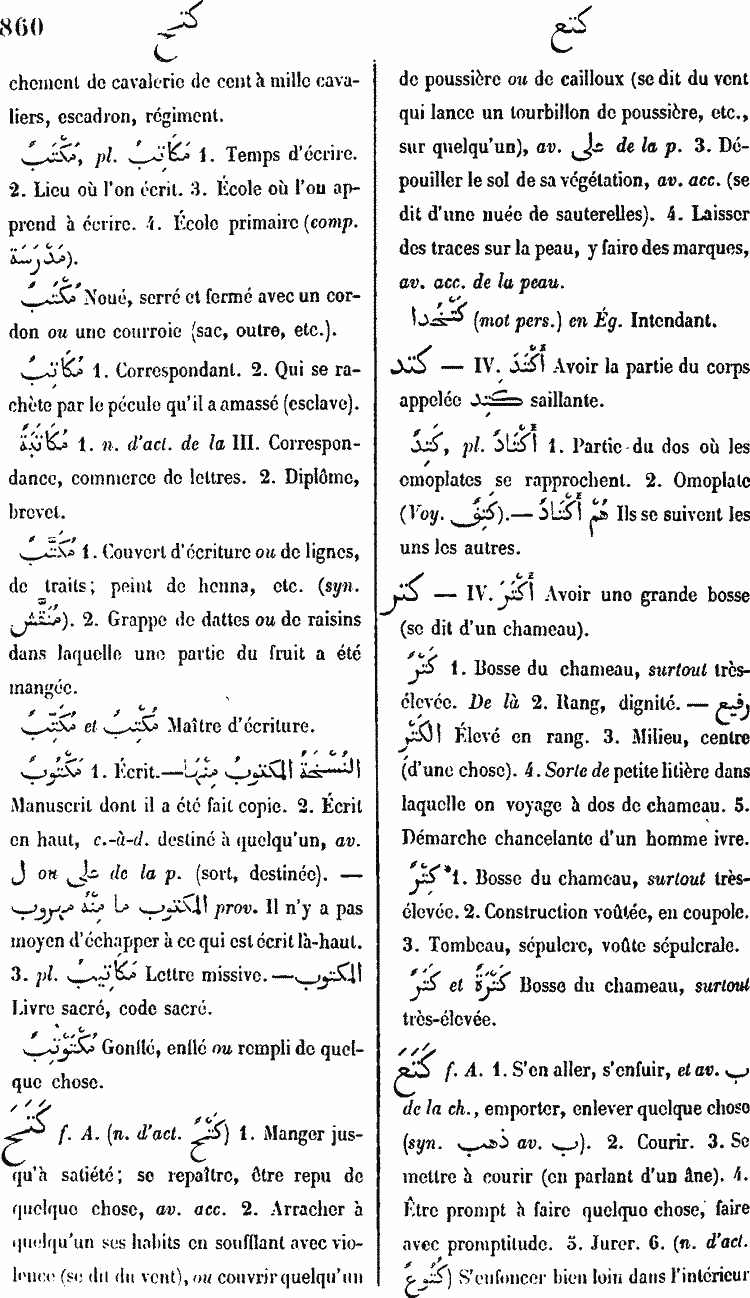 860
كتح
كتع
chement de cavalerie de cent à mille cava-
liers, escadron, régiment.
مَكْتَبٌ, pl. مَكَاتِبُ 1. Temps d'écrire.
2. Lieu où l'on écrit. 3. École où l'on ap-
prend à écrire. 4. École primaire (comp.
مَدْرَسَة).
مُكْتَبٌ Noué, serré et fermé avec un cor-
don ou une courroie (sac, outre, etc.).
مُكَاتِبٌ 1. Correspondant. 2. Qui se ra-
chète par le pécule qu'il a amassé (esclave).
مُكَاتَبَةٌ 1. n. d'act. de la III. Correspon-
dance, commerce de lettres. 2. Diplôme,
brevet.
مُكَتَّبٌ 1. Couvert d'écriture ou de lignes,
de traits; peint de henna, etc. (syn.
مُنَقَّش). 2. Grappe de dattes ou de raisins
dans laquelle une partie du fruit a été
mangée.
مُكَتِّبٌ et مُكْتِبٌ Maître d'écriture.
مَكْتُوبٌ 1. Écrit.—النُسْخَةُ المكتوب مِنْهَا
Manuscrit dont il a été fait copie. 2. Écrit
en haut, c.-à-d. destiné à quelqu'un, av.
ل ou على de la p. (sort, destinée). —
المكتوب ما مِنْهُ مهروب prov. Il n'y a pas
moyen d'échapper à ce qui est écrit là-haut.
3. pl. مَكَاتِيبُ Lettre missive.—المكتوب
Livre sacré, code sacré.
مُكْتَوْتِبٌ Gonflé, enflé ou rempli de quel-
que chose.
كَتَحَ f. A. (n. d'act. كَتْحٌ) 1. Manger jus-
qu'à satiété; se repaître, être repu de
quelque chose, av. acc. 2. Arracher à
quelqu'un ses habits en soufflant avec vio-
lence (se dit du vent), ou couvrir quelqu'un
de poussière ou de cailloux (se dit du vent
qui lance un tourbillon de poussière, etc.,
sur quelqu'un), av. على de la p. 3. Dé-
pouiller le sol de sa végétation, av. acc. (se
dit d'une nuée de sauterelles). 4. Laisser
des traces sur la peau, y faire des marques,
av. acc. de la peau.
كَتْخُدا (mot pers.) en Ég. Intendant.
كتد — IV. أَكْتَدَ Avoir la partie du corps
appelée كتد saillante.
كَتِدٌ, pl. أَكْتَادٌ 1. Partie du dos où les
omoplates se rapprochent. 2. Omoplate
(Voy. كَتِفٌ).— هُمْ أَكْتَادٌ Ils se suivent les
uns les autres.
كتر — IV. أَكْتَرَ Avoir une grande bosse
(se dit d'un chameau).
كَتْرٌ 1. Bosse du chameau, surtout très-
élevée. De là 2. Rang, dignité. — رفيع
الكَتْرِ Élevé en rang. 3. Milieu, centre
(d'une chose). 4. Sorte de petite litière dans
laquelle on voyage à dos de chameau. 5.
Démarche chancelante d'un homme ivre.
كِتْرٌ 1. Bosse du chameau, surtout très-
élevée. 2. Construction voûtée, en coupole.
3. Tombeau, sépulcre, voûte sépulcrale.
كَتَرٌ et كَتْرَةٌ Bosse du chameau, surtout
très-élevée.
كَتَعَ f. A. 1. S'en aller, s'enfuir, et av. ب
de la ch., emporter, enlever quelque chose
(syn. ذهب av. ب). 2. Courir. 3. Se
mettre à courir (en parlant d'un âne). 4.
Être prompt à faire quelque chose, faire
avec promptitude. 5. Jurer. 6. (n. d'act.
كُتُوعٌ) S'enfoncer bien loin dans l'intérieur